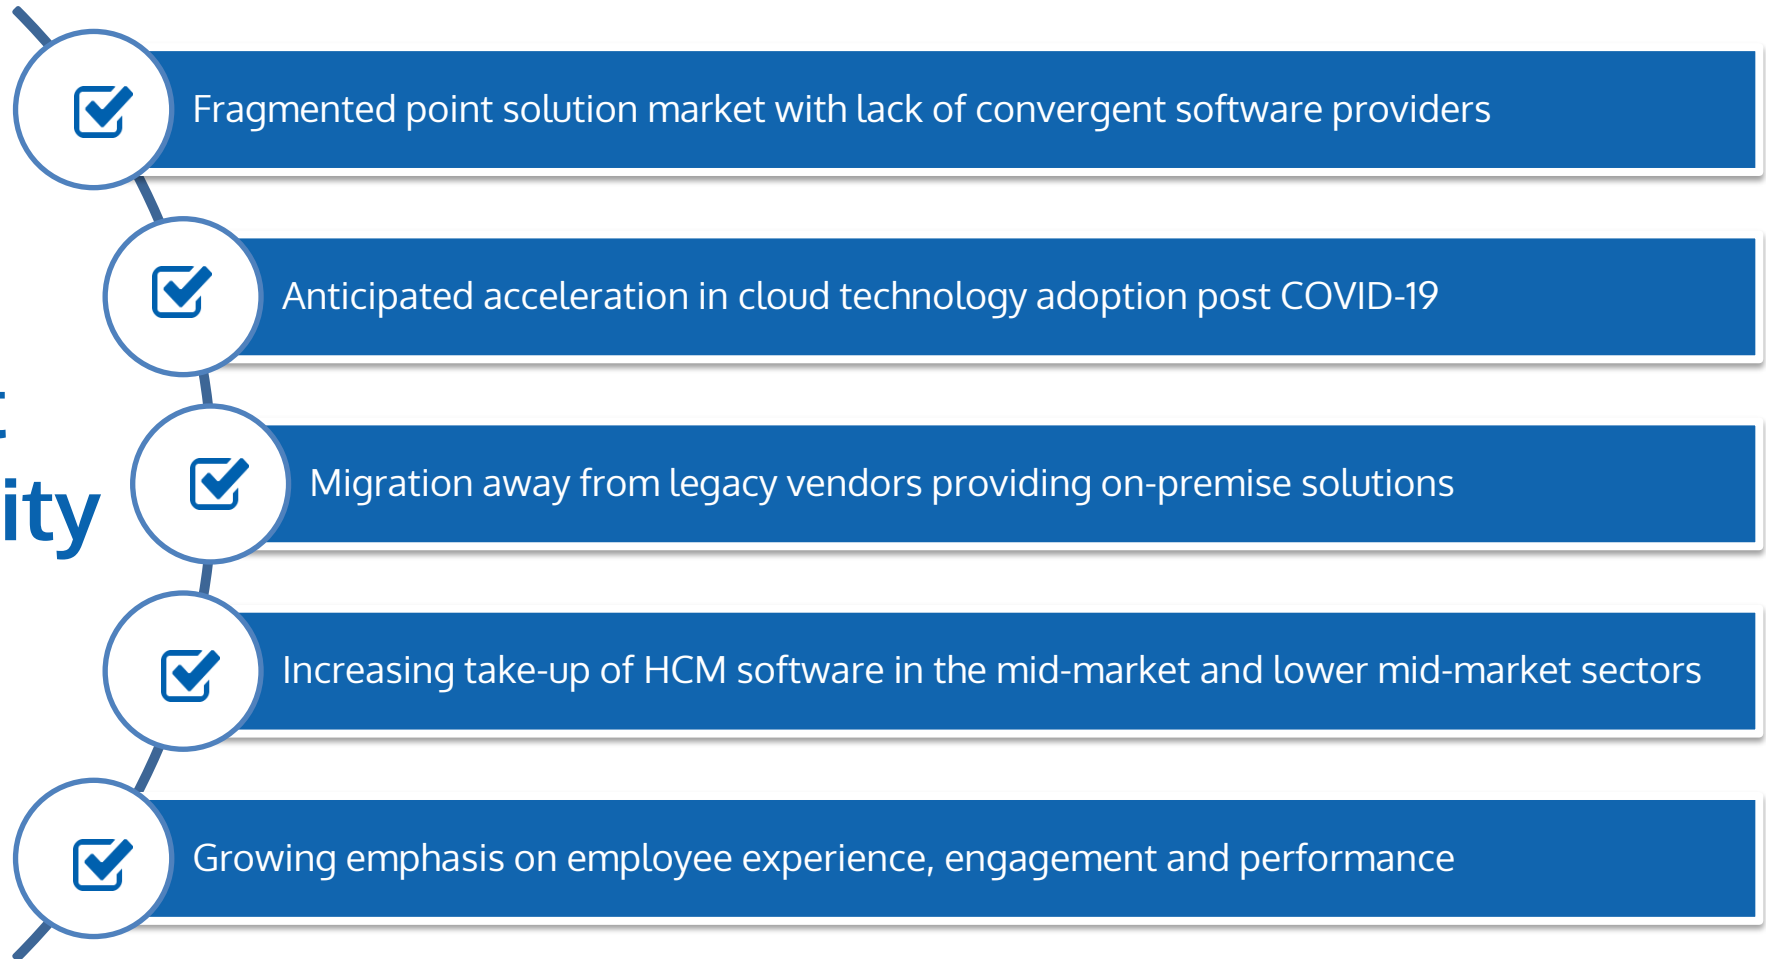 Fragmented point solution market with lack of convergent software providers
Anticipated acceleration in cloud technology adoption post COVID-19
Migration away from legacy vendors providing on-premise solutions
Increasing take-up of HCM software in the mid-market and lower mid-market sectors
Growing emphasis on employee experience, engagement and performance